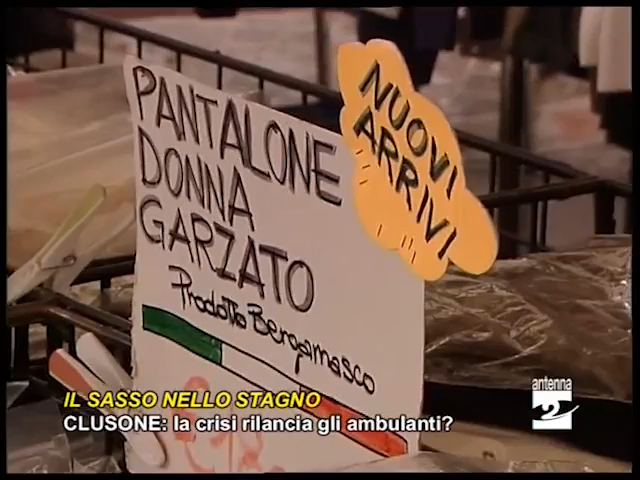 PANTALONE
DONNA
GARZATO
Prodotto Bergamasco
NUOVI
ARRIVI
IL SASSO NELLO STAGNO
CLUSONE: la crisi rilancia gli ambulanti?
antenna
2